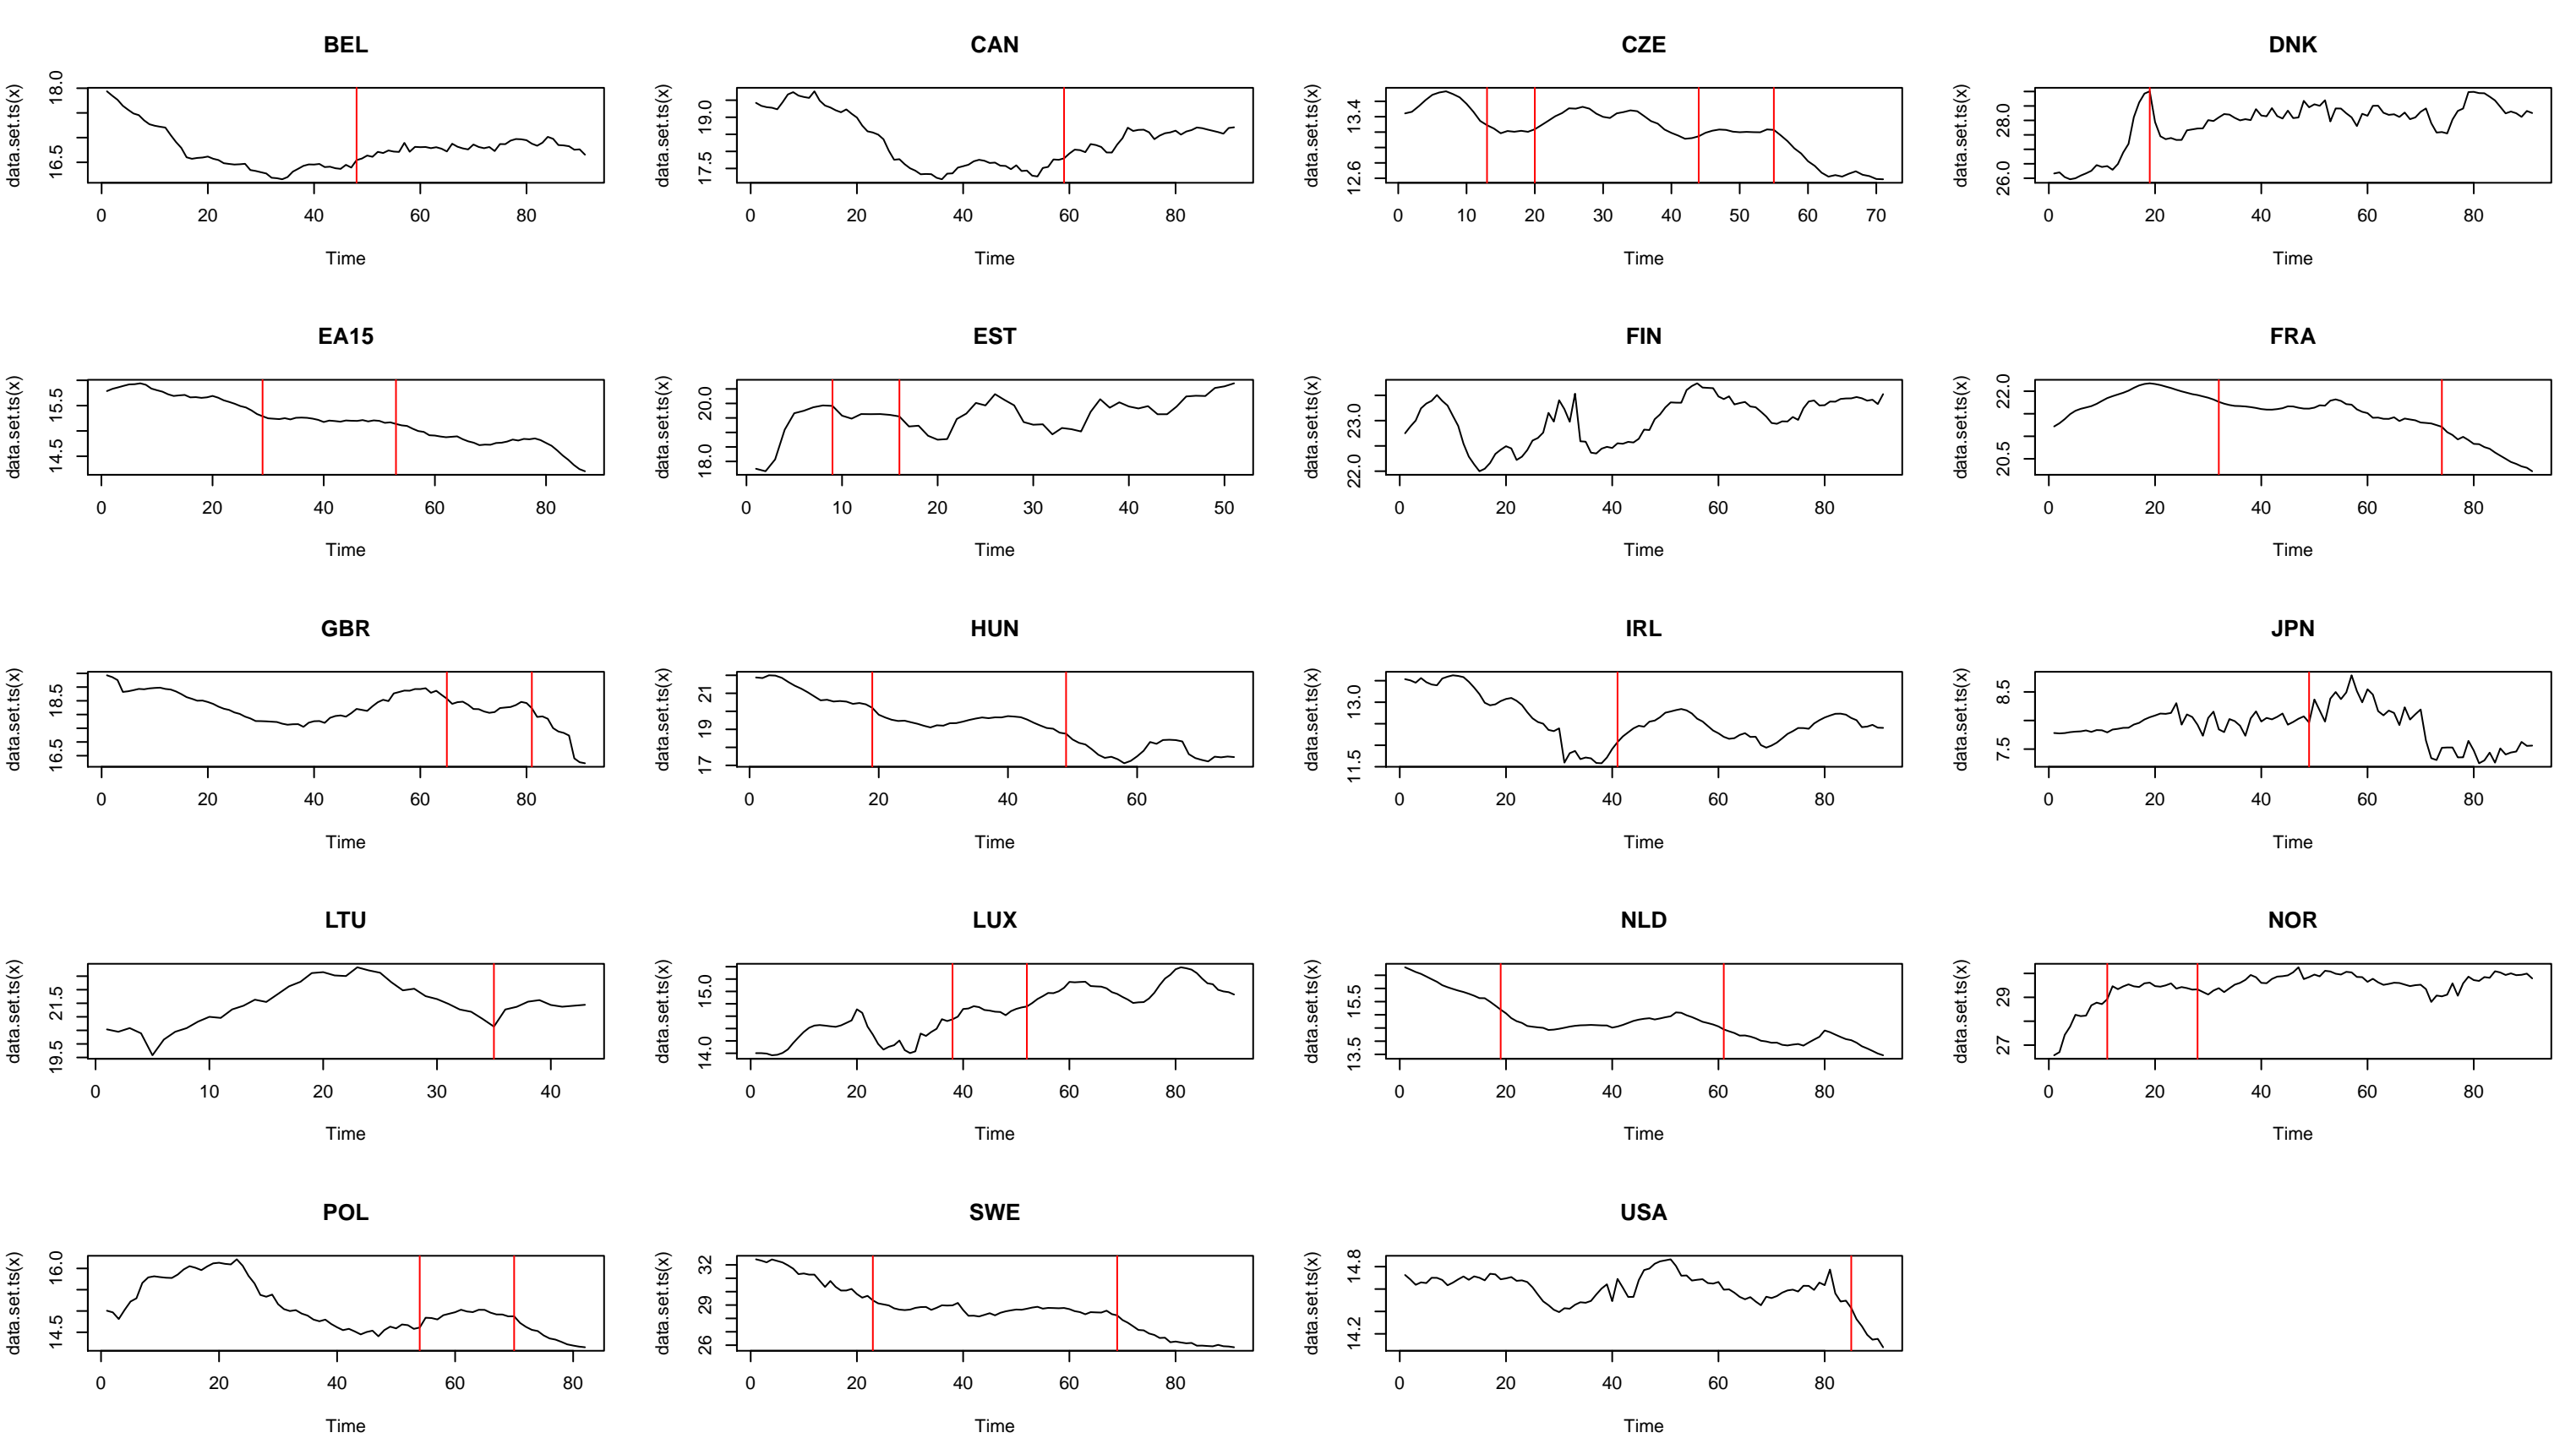 BEL
data.set.ts(x)
16.5 18.0
0 20 40 60 80
Time
CAN
data.set.ts(x)
17.5 19.0
0 20 40 60 80
Time
CZE
data.set.ts(x)
12.6 13.4
0 10 20 30 40 50 60 70
Time
DNK
data.set.ts(x)
26.0 28.0
0 20 40 60 80
Time
EA15
data.set.ts(x)
14.5 15.5
0 20 40 60 80
Time
EST
data.set.ts(x)
18.0 20.0
0 10 20 30 40 50
Time
FIN
data.set.ts(x)
22.0 23.0
0 20 40 60 80
Time
FRA
data.set.ts(x)
20.5 22.0
0 20 40 60 80
Time
GBR
data.set.ts(x)
16.5 18.5
0 20 40 60 80
Time
HUN
data.set.ts(x)
17 19 21
0 20 40 60
Time
IRL
data.set.ts(x)
11.5 13.0
0 20 40 60 80
Time
JPN
data.set.ts(x)
7.5 8.5
0 20 40 60 80
Time
LTU
data.set.ts(x)
19.5 21.5
0 10 20 30 40
Time
LUX
data.set.ts(x)
14.0 15.0
0 20 40 60 80
Time
NLD
data.set.ts(x)
13.5 15.5
0 20 40 60 80
Time
NOR
data.set.ts(x)
27 29
0 20 40 60 80
Time
POL
data.set.ts(x)
14.5 16.0
0 20 40 60 80
Time
SWE
data.set.ts(x)
26 29 32
0 20 40 60 80
Time
USA
data.set.ts(x)
14.2 14.8
0 20 40 60 80
Time